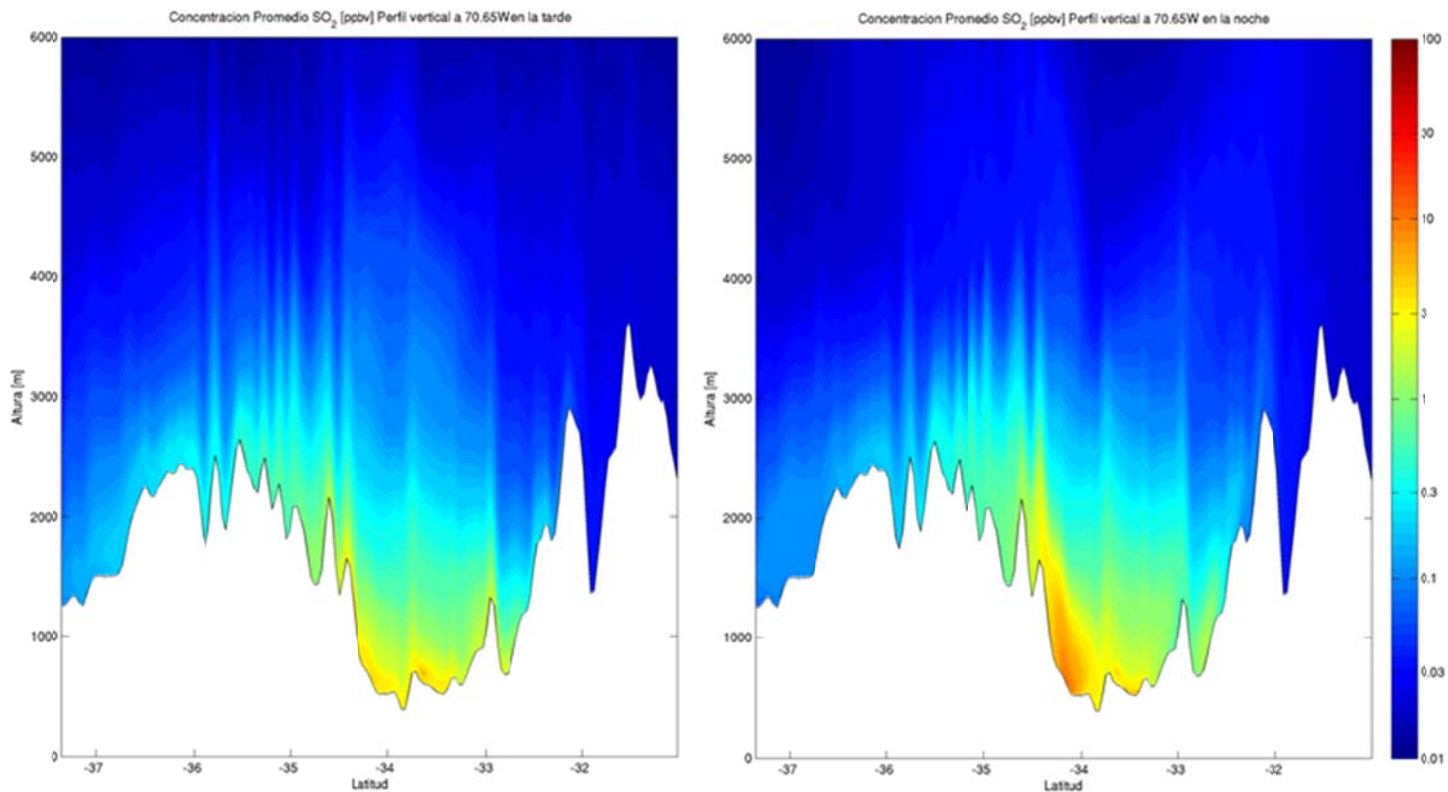 Concentracion Promedio SO2 [ppbv] Perfil vertical a 70.65W en la tarde
6000
5000
4000
3000
2000
1000
0
Altura [m]
-37 -36 -35 -34 -33 -32
Latitud
Concentracion Promedio SO2 [ppbv] Perfil verical a 70.65W en la noche
6000
5000
4000
3000
2000
1000
0
Altura [m]
-37 -36 -35 -34 -33 -32
Latitud
100
30
10
3
1
0.3
0.1
0.03
0.01